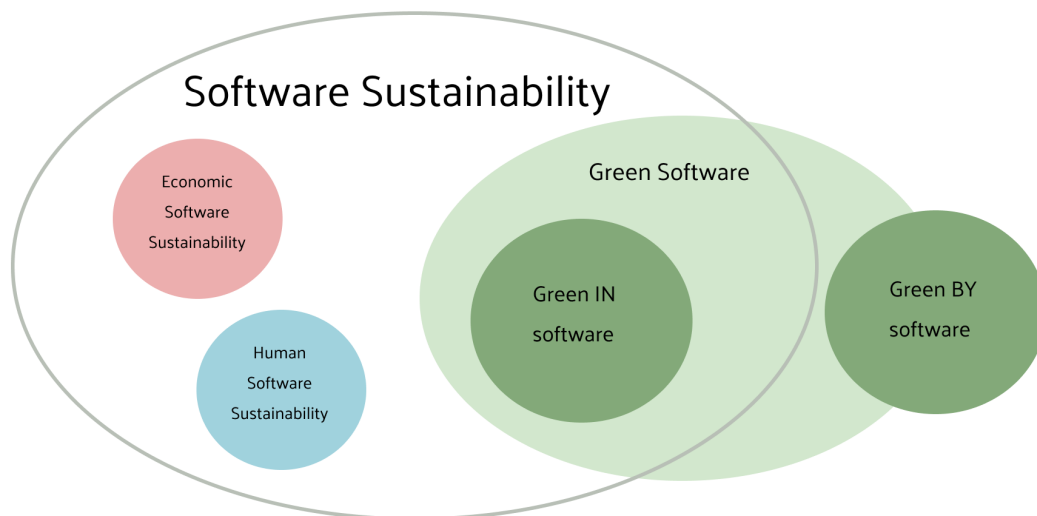 Software Sustainability
Economic
Software
Sustainability
Green Software
Green IN
software
Green BY
software
Human
Software
Sustainability